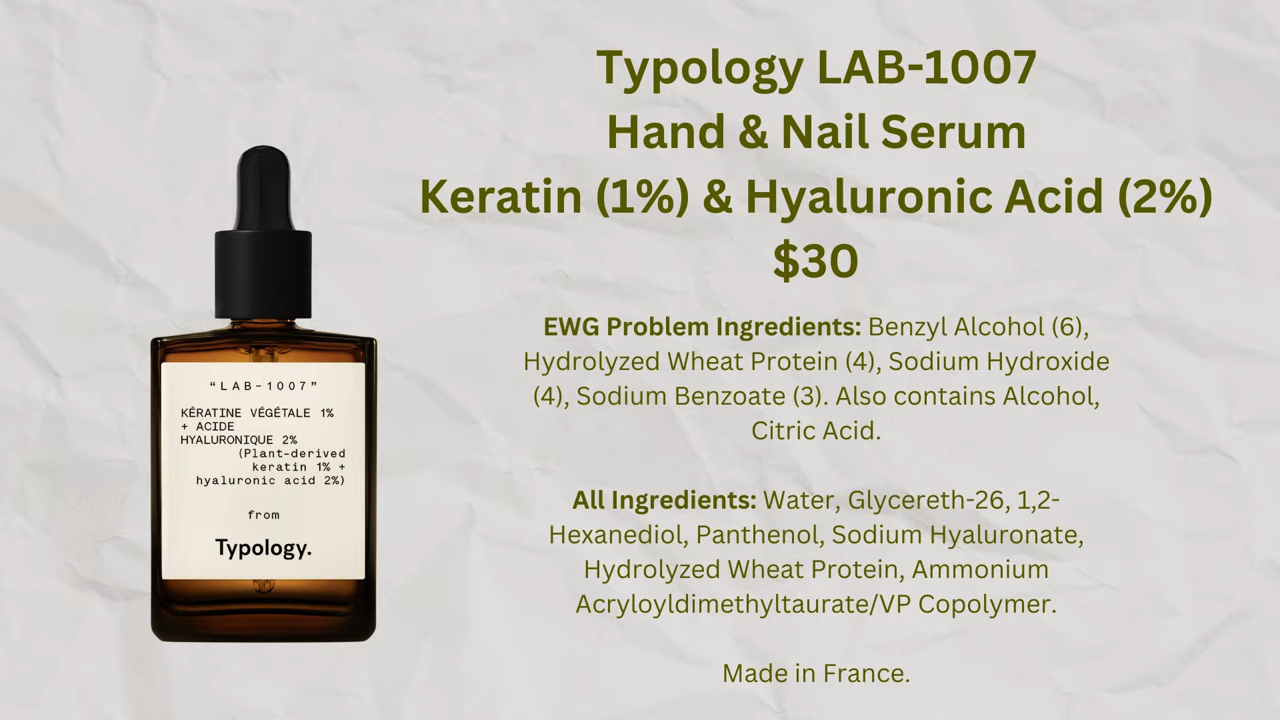 Typology LAB-1007
Hand & Nail Serum
Keratin (1%) & Hyaluronic Acid (2%)
$30
EWG Problem Ingredients: Benzyl Alcohol (6),
Hydrolyzed Wheat Protein (4), Sodium Hydroxide
(4), Sodium Benzoate (3). Also contains Alcohol,
Citric Acid.
All Ingredients: Water, Glycereth-26, 1,2-
Hexanediol, Panthenol, Sodium Hyaluronate,
Hydrolyzed Wheat Protein, Ammonium
Acryloyldimethyltaurate/VP Copolymer.
Made in France.
“LAB-1007”
KÉRATINE VÉGÉTALE 1%
+ ACIDE
HYALURONIQUE 2%
(Plant-derived
keratin 1% +
hyaluronic acid 2%)
from
Typology.